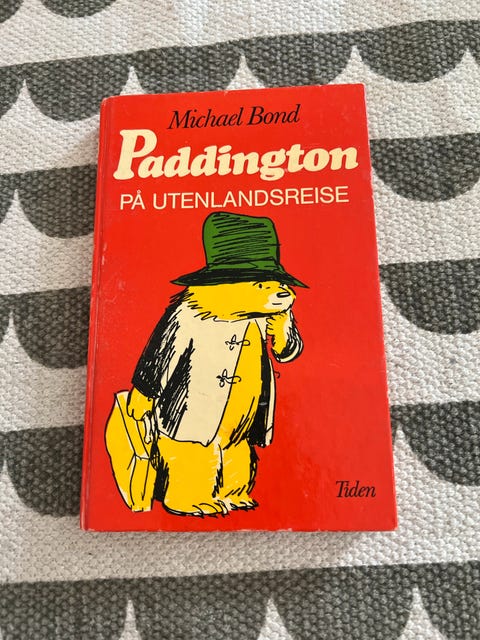 Michael Bond
Paddington
PÅ UTENLANDSREISE
Tiden